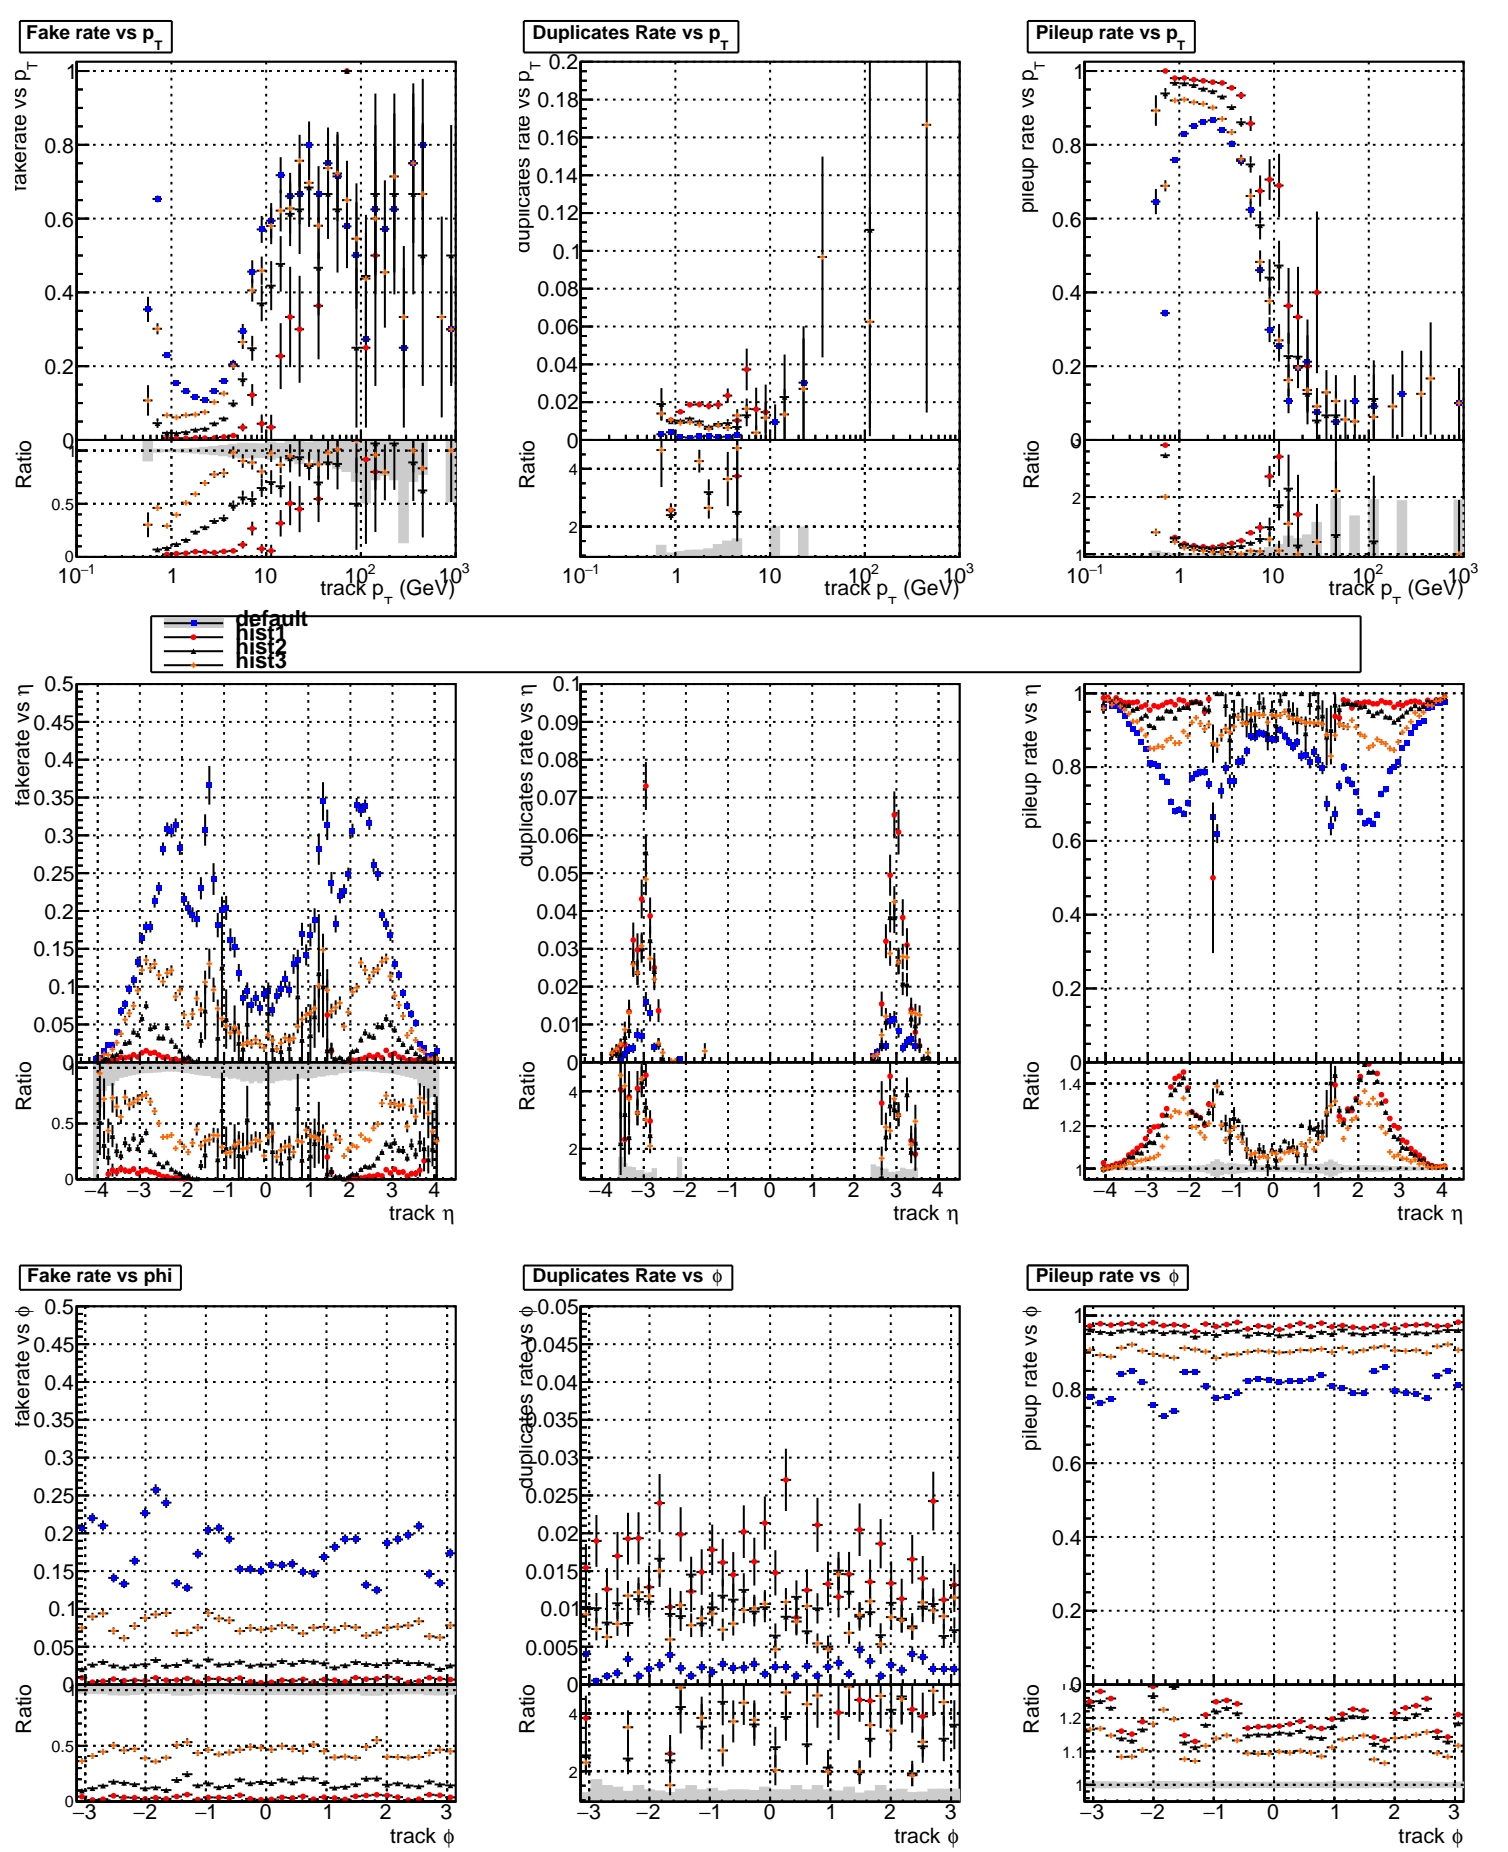 Fake rate vs p_T
Duplicates Rate vs p_T
Pileup rate vs p_T
fakerate vs p_T
1
0.8
0.6
0.4
0.2
0
Ratio
1
0.5
0
10^−1
1
10
10^2
10^3
track p_T (GeV)
duplicates rate vs p_T
0.2
0.18
0.16
0.14
0.12
0.1
0.08
0.06
0.04
0.02
0
Ratio
4
2
10^−1
1
10
10^2
10^3
track p_T (GeV)
pileup rate vs p_T
1
0.8
0.6
0.4
0.2
0
Ratio
2
1
10^−1
1
10
10^2
10^3
track p_T (GeV)
default
hist1
hist2
hist3
fakerate vs η
0.5
0.45
0.4
0.35
0.3
0.25
0.2
0.15
0.1
0.05
0
Ratio
1
0.5
0
−4 −3 −2 −1 0 1 2 3 4
track η
duplicates rate vs η
0.1
0.09
0.08
0.07
0.06
0.05
0.04
0.03
0.02
0.01
0
Ratio
4
2
−4 −3 −2 −1 0 1 2 3 4
track η
pileup rate vs η
1
0.8
0.6
0.4
0.2
0
Ratio
1.4
1.2
1
−4 −3 −2 −1 0 1 2 3 4
track η
Fake rate vs phi
Duplicates Rate vs ϕ
Pileup rate vs ϕ
fakerate vs ϕ
0.5
0.45
0.4
0.35
0.3
0.25
0.2
0.15
0.1
0.05
0
Ratio
1
0.5
0
−3 −2 −1 0 1 2 3
track ϕ
duplicates rate vs ϕ
0.05
0.045
0.04
0.035
0.03
0.025
0.02
0.015
0.01
0.005
0
Ratio
4
2
−3 −2 −1 0 1 2 3
track ϕ
pileup rate vs ϕ
1
0.8
0.6
0.4
0.2
0
Ratio
1.2
1.1
1
−3 −2 −1 0 1 2 3
track ϕ